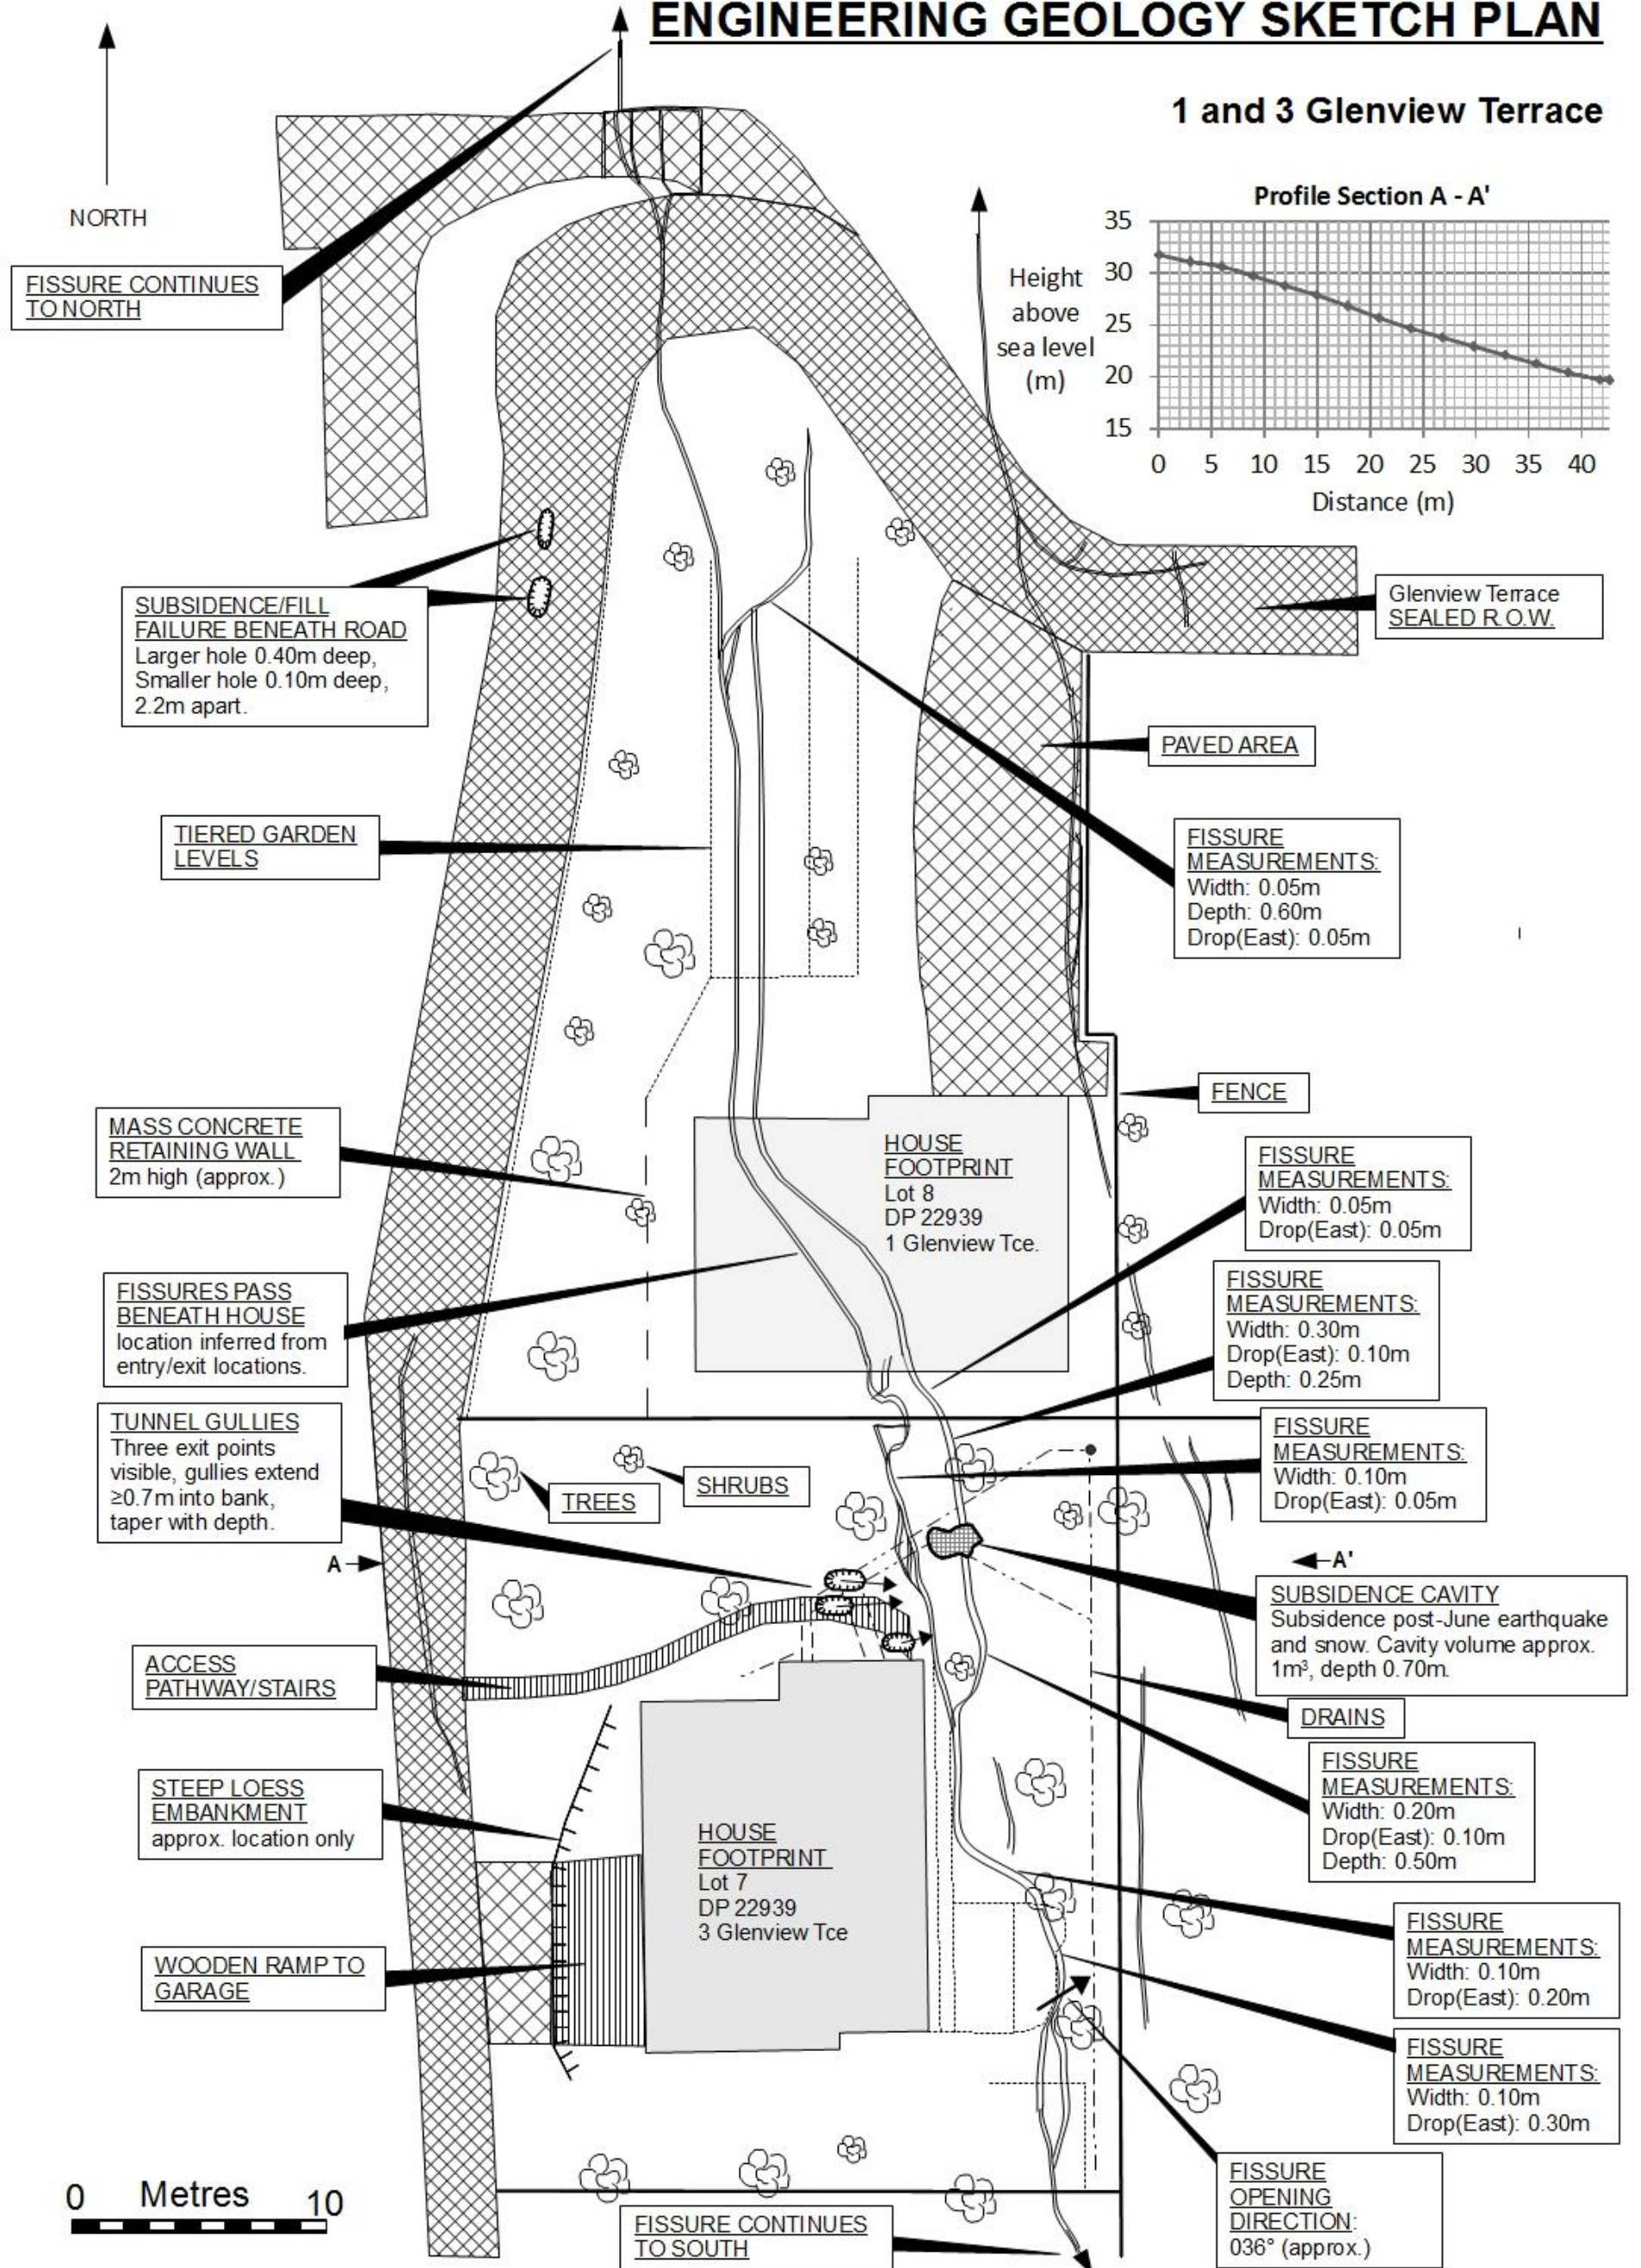 ENGINEERING GEOLOGY SKETCH PLAN
1 and 3 Glenview Terrace
NORTH
Profile Section A - A'
Height
above
sea level
(m)
35
30
25
20
15
0 5 10 15 20 25 30 35 40
Distance (m)
FISSURE CONTINUES
TO NORTH
SUBSIDENCE/FILL
FAILURE BENEATH ROAD
Larger hole 0.40m deep,
Smaller hole 0.10m deep,
2.2m apart.
Glenview Terrace
SEALED R.O.W.
PAVED AREA
TIERED GARDEN
LEVELS
FISSURE
MEASUREMENTS:
Width: 0.05m
Depth: 0.60m
Drop(East): 0.05m
FENCE
MASS CONCRETE
RETAINING WALL
2m high (approx.)
HOUSE
FOOTPRINT
Lot 8
DP 22939
1 Glenview Tce.
FISSURE
MEASUREMENTS:
Width: 0.05m
Drop(East): 0.05m
FISSURES PASS
BENEATH HOUSE
location inferred from
entry/exit locations.
FISSURE
MEASUREMENTS:
Width: 0.30m
Drop(East): 0.10m
Depth: 0.25m
TUNNEL GULLIES
Three exit points
visible, gullies extend
≥0.7m into bank,
taper with depth.
TREES
SHRUBS
FISSURE
MEASUREMENTS:
Width: 0.10m
Drop(East): 0.05m
A
A'
SUBSIDENCE CAVITY
Subsidence post-June earthquake
and snow. Cavity volume approx.
1m³, depth 0.70m.
ACCESS
PATHWAY/STAIRS
DRAINS
STEEP LOESS
EMBANKMENT
approx. location only
FISSURE
MEASUREMENTS:
Width: 0.20m
Drop(East): 0.10m
Depth: 0.50m
HOUSE
FOOTPRINT
Lot 7
DP 22939
3 Glenview Tce
WOODEN RAMP TO
GARAGE
FISSURE
MEASUREMENTS:
Width: 0.10m
Drop(East): 0.20m
FISSURE
MEASUREMENTS:
Width: 0.10m
Drop(East): 0.30m
FISSURE
OPENING
DIRECTION:
036° (approx.)
0 Metres 10
FISSURE CONTINUES
TO SOUTH